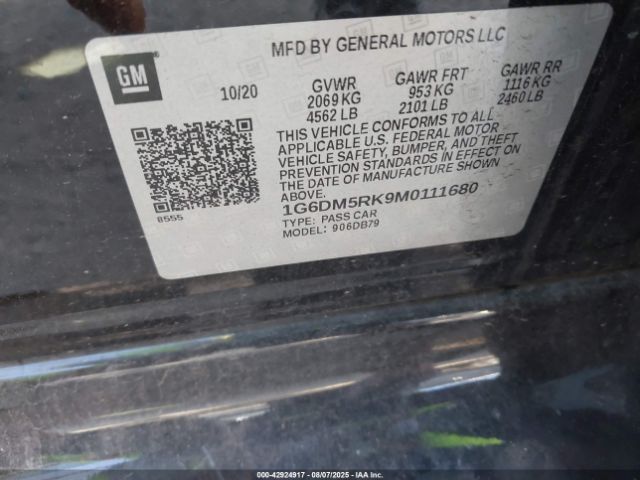 MFD BY GENERAL MOTORS LLC
GM
10/20
GVWR GAWR FRT GAWR RR
2069 KG 953 KG 1116 KG
4562 LB 2101 LB 2460 LB
THIS VEHICLE CONFORMS TO ALL
APPLICABLE U.S. FEDERAL MOTOR
VEHICLE SAFETY, BUMPER, AND THEFT
PREVENTION STANDARDS IN EFFECT ON
THE DATE OF MANUFACTURE SHOWN
ABOVE.
1G6DM5RK9M0111680
TYPE: PASS CAR
MODEL: 906DB79
8555
000-42924917 - 08/07/2025 - Copyright IAA, Inc.